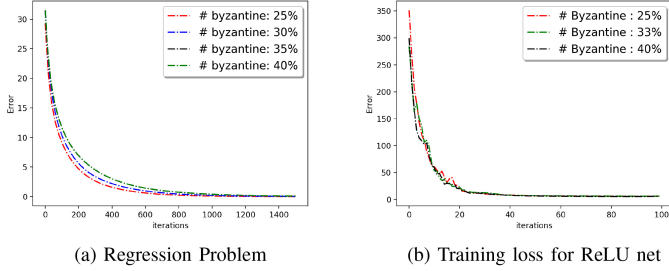 # byzantine: 25%
# byzantine: 30%
# byzantine: 35%
# byzantine: 40%
30
25
20
15
10
5
0
Error
0 200 400 600 800 1000 1200 1400
iterations
(a) Regression Problem
# Byzantine : 25%
# Byzantine : 33%
# Byzantine : 40%
350
300
250
200
150
100
50
0
Error
0 20 40 60 80 100
iterations
(b) Training loss for ReLU net